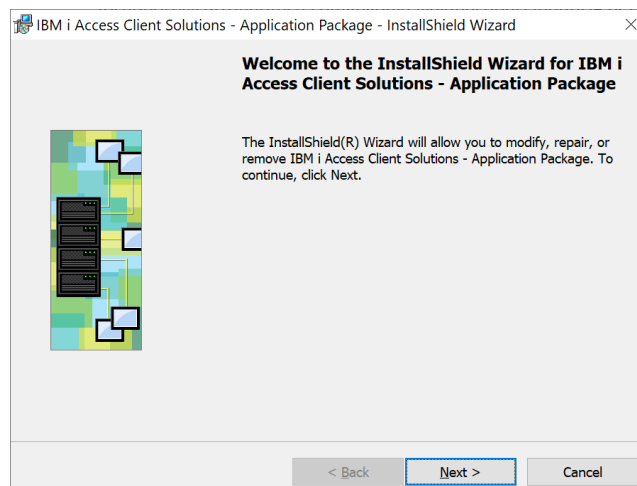 IBM i Access Client Solutions - Application Package - InstallShield Wizard
Welcome to the InstallShield Wizard for IBM i
Access Client Solutions - Application Package
The InstallShield(R) Wizard will allow you to modify, repair, or
remove IBM i Access Client Solutions - Application Package. To
continue, click Next.
< Back
Next >
Cancel